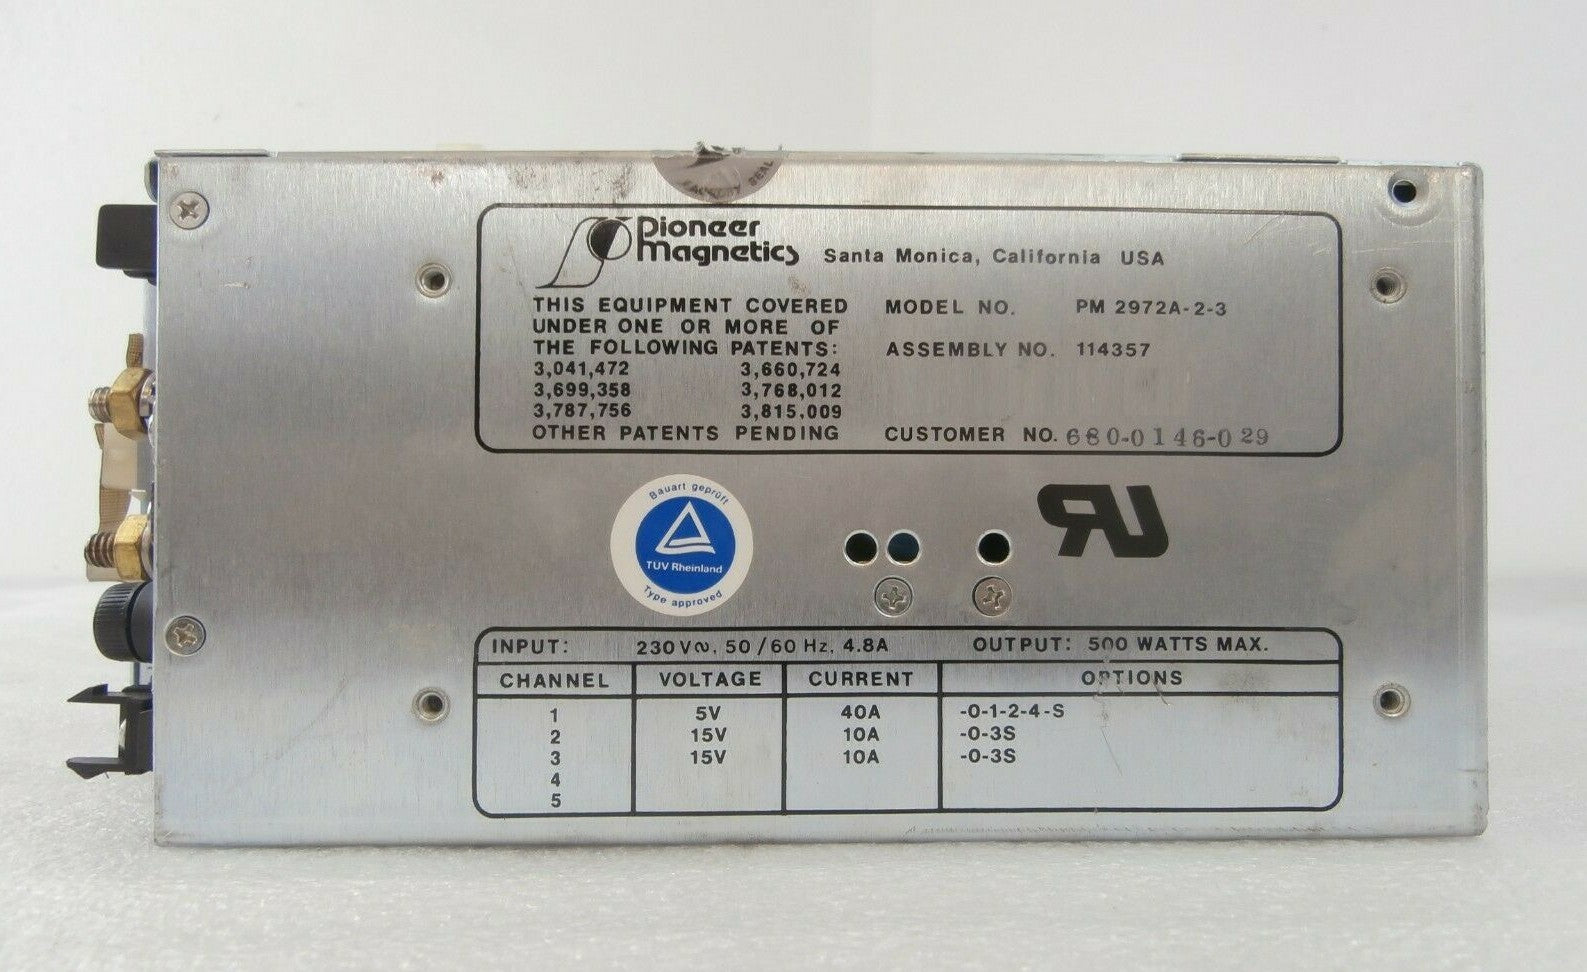 FACTORY SEAL
Pioneer
Magnetics Santa Monica, California USA
THIS EQUIPMENT COVERED
UNDER ONE OR MORE OF
THE FOLLOWING PATENTS:
3,041,472 3,660,724
3,699,358 3,768,012
3,787,756 3,815,009
OTHER PATENTS PENDING
MODEL NO. PM 2972A-2-3
ASSEMBLY NO. 114357
CUSTOMER NO. 680-0146-029
Bauart geprüft
TUV Rheinland
Type approved
INPUT: 230V~, 50/60 Hz, 4.8A OUTPUT: 500 WATTS MAX.
CHANNEL VOLTAGE CURRENT OPTIONS
1 5V 40A -0-1-2-4-S
2 15V 10A -0-3S
3 15V 10A -0-3S
4
5